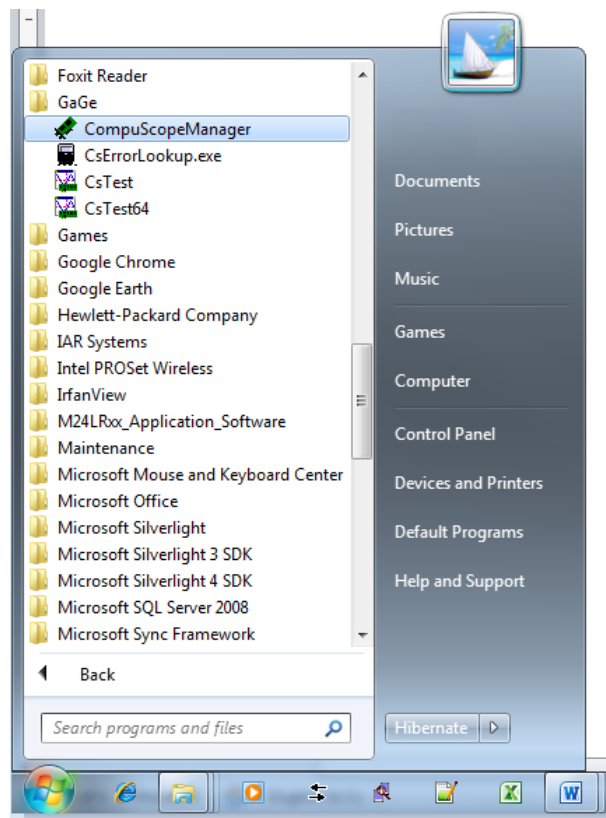 Foxit Reader
GaGe
CompuScopeManager
CsErrorLookup.exe
CsTest
CsTest64
Games
Google Chrome
Google Earth
Hewlett-Packard Company
IAR Systems
Intel PROSet Wireless
IrfanView
M24LRxx_Application_Software
Maintenance
Microsoft Mouse and Keyboard Center
Microsoft Office
Microsoft Silverlight
Microsoft Silverlight 3 SDK
Microsoft Silverlight 4 SDK
Microsoft SQL Server 2008
Microsoft Sync Framework
Back
Search programs and files
Documents
Pictures
Music
Games
Computer
Control Panel
Devices and Printers
Default Programs
Help and Support
Hibernate